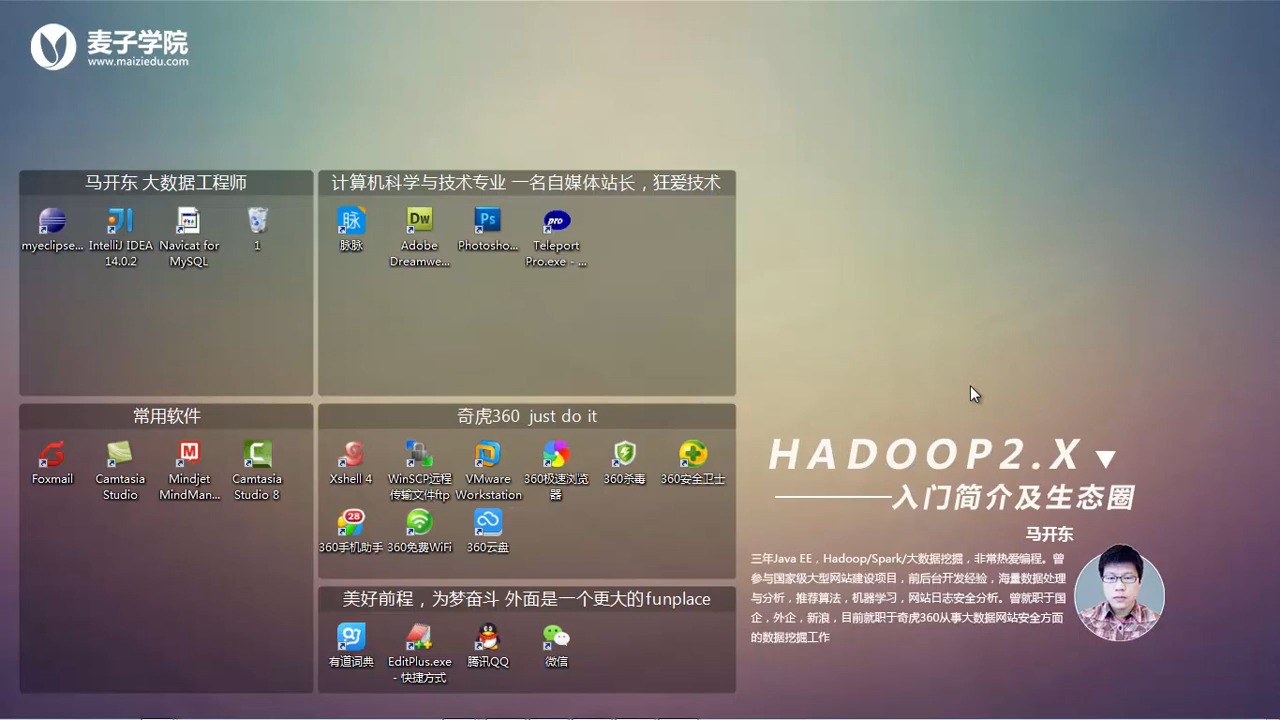 麦子学院
www.maiziedu.com
马开东 大数据工程师
myeclipse...
IntelliJ IDEA
14.0.2
Navicat for
MySQL
1
计算机科学与技术专业 一名自媒体站长，狂爱技术
脉
脉脉
Dw
Adobe
Dreamwe...
Ps
Photosho...
pro
Teleport
Pro.exe - ...
常用软件
Foxmail
Camtasia
Studio
Mindjet
MindMan...
Camtasia
Studio 8
奇虎360 just do it
Xshell 4
WinSCP远程
传输文件ftp
VMware
Workstation
360极速浏览
器
360杀毒
360安全卫士
28
360手机助手
360免费WiFi
360云盘
美好前程，为梦奋斗 外面是一个更大的funplace
有道词典
EditPlus.exe
- 快捷方式
腾讯QQ
微信
HADOOP2.X
入门简介及生态圈
马开东
三年Java EE，Hadoop/Spark/大数据挖掘，非常热爱编程。曾
参与国家级大型网站建设项目，前后台开发经验，海量数据处理
与分析，推荐算法，机器学习，网站日志安全分析。曾就职于国
企，外企，新浪，目前就职于奇虎360从事大数据网站安全方面
的数据挖掘工作